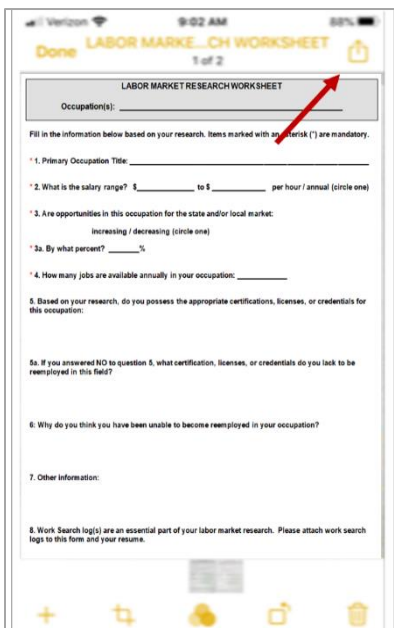 Verizon 9:02 AM 88%
Done LABOR MARKE...CH WORKSHEET
1 of 2
LABOR MARKET RESEARCH WORKSHEET
Occupation(s):
Fill in the information below based on your research. Items marked with an asterisk (*) are mandatory.
* 1. Primary Occupation Title:
* 2. What is the salary range? $ to $ per hour / annual (circle one)
* 3. Are opportunities in this occupation for the state and/or local market:
increasing / decreasing (circle one)
* 3a. By what percent? %
* 4. How many jobs are available annually in your occupation:
5. Based on your research, do you possess the appropriate certifications, licenses, or credentials for
this occupation:
5a. If you answered NO to question 5, what certification, licenses, or credentials do you lack to be
reemployed in this field?
6: Why do you think you have been unable to become reemployed in your occupation?
7. Other information:
8. Work Search log(s) are an essential part of your labor market research. Please attach work search
logs to this form and your resume.